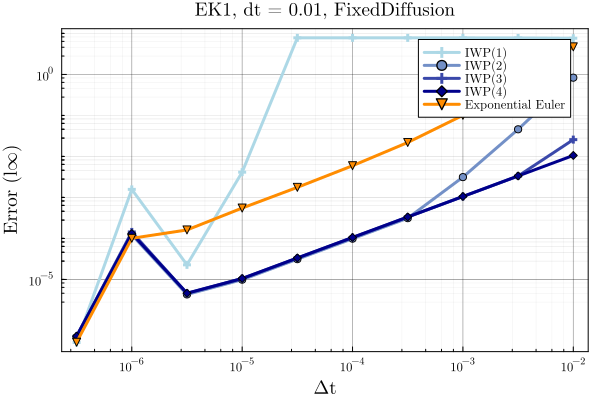 EK1, dt = 0.01, FixedDiffusion
Error (l∞)
10⁰
10⁻⁵
IWP(1)
IWP(2)
IWP(3)
IWP(4)
Exponential Euler
10⁻⁶ 10⁻⁵ 10⁻⁴ 10⁻³ 10⁻²
Δt